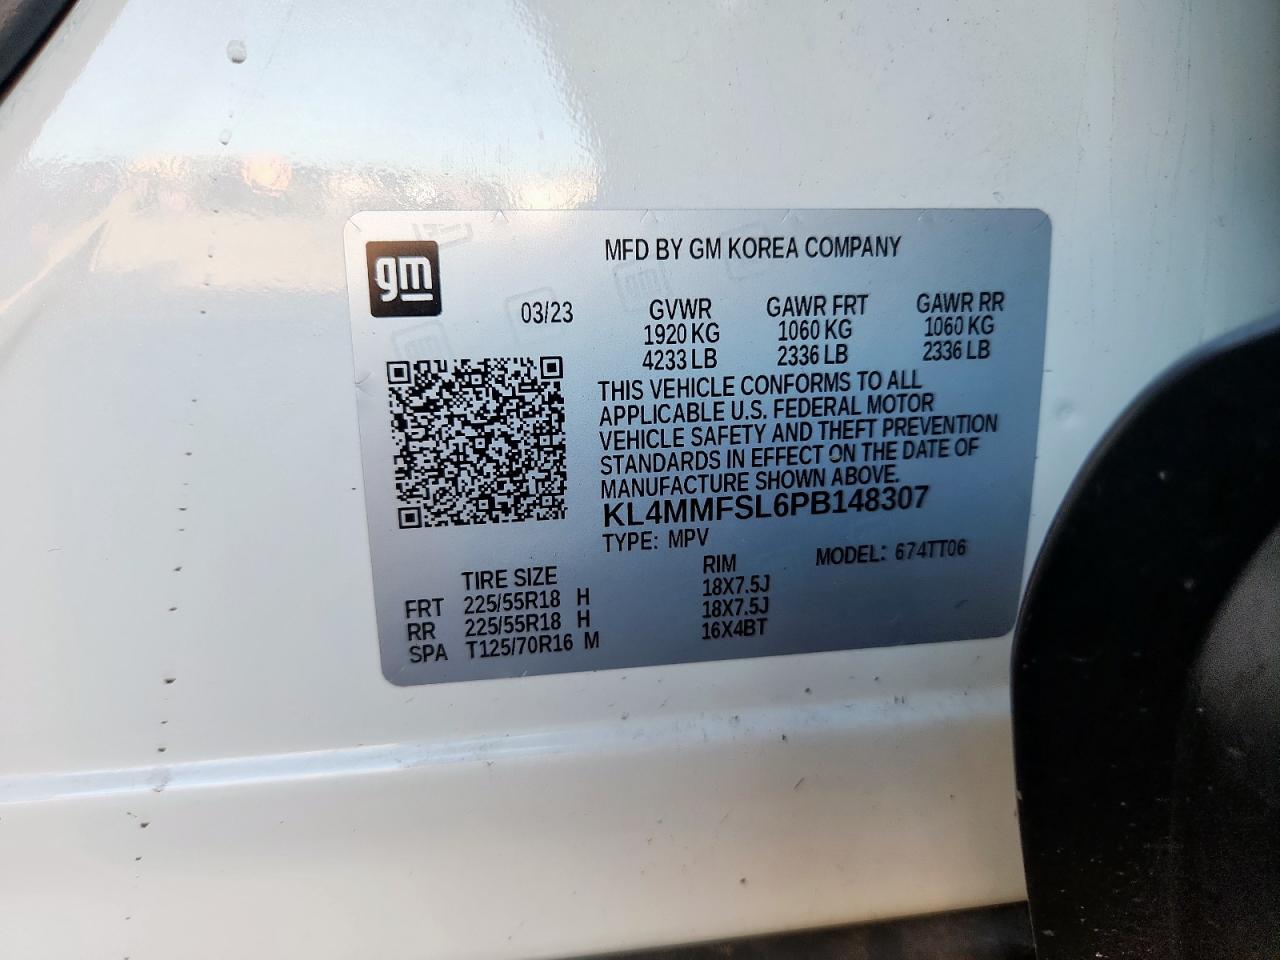 gm
MFD BY GM KOREA COMPANY
03/23 GVWR GAWR FRT GAWR RR
1920 KG 1060 KG 1060 KG
4233 LB 2336 LB 2336 LB
THIS VEHICLE CONFORMS TO ALL
APPLICABLE U.S. FEDERAL MOTOR
VEHICLE SAFETY AND THEFT PREVENTION
STANDARDS IN EFFECT ON THE DATE OF
MANUFACTURE SHOWN ABOVE.
KL4MMFSL6PB148307
TYPE: MPV MODEL: 674TT06
TIRE SIZE RIM
FRT 225/55R18 H 18X7.5J
RR 225/55R18 H 18X7.5J
SPA T125/70R16 M 16X4BT